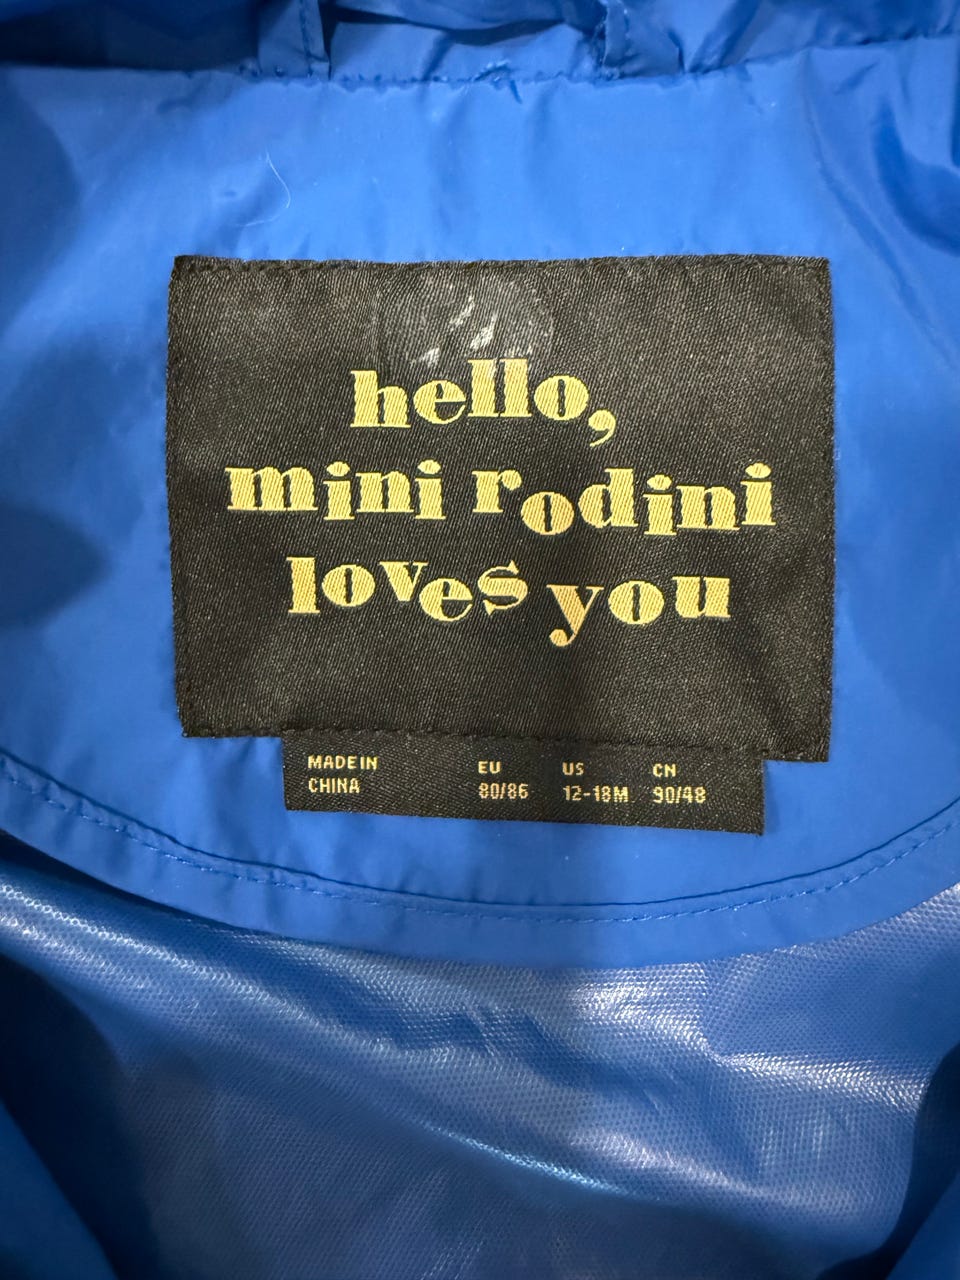 hello,
mini rodini
loves you
MADE IN
CHINA
EU
80/86
US
12-18M
CN
90/48